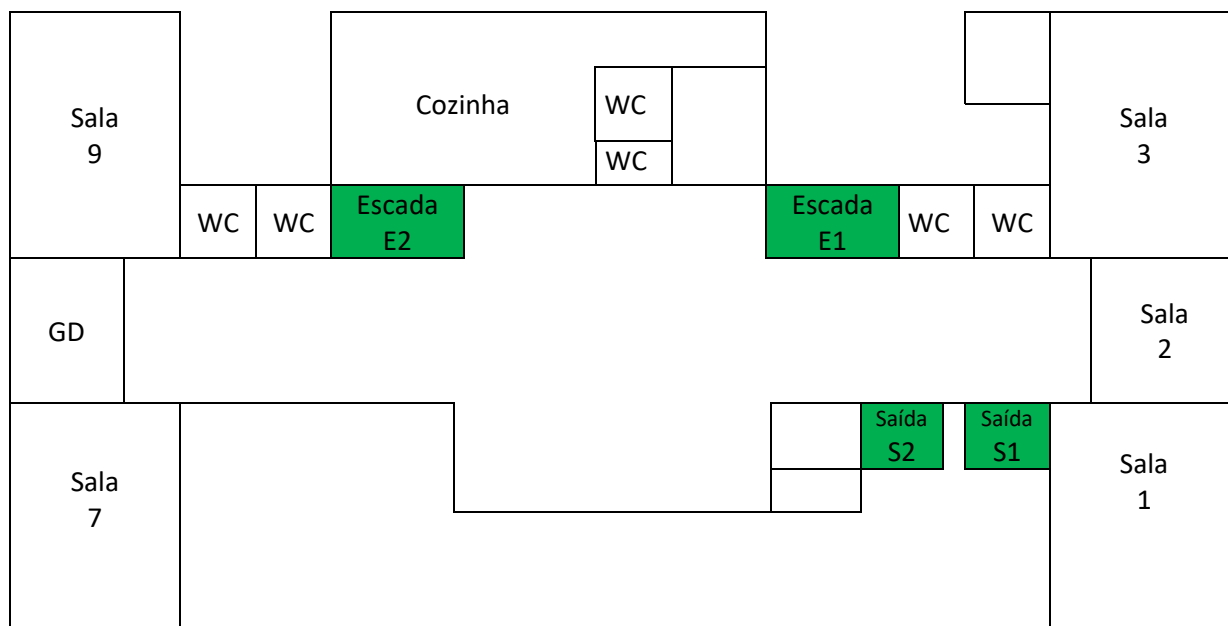 Sala
9
Cozinha
WC
WC
Sala
3
WC
WC
Escada
E2
Escada
E1
WC
WC
GD
Sala
2
Sala
7
Saída
S2
Saída
S1
Sala
1